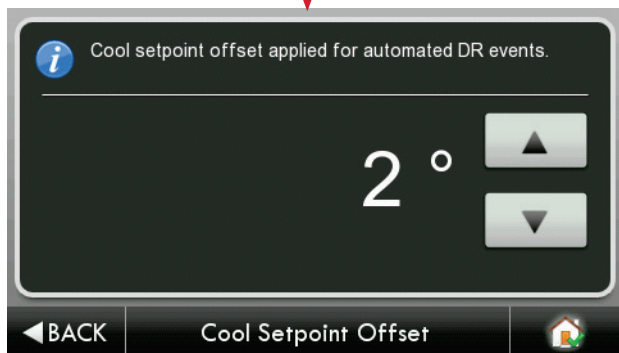 Cool setpoint offset applied for automated DR events.
2 °
BACK
Cool Setpoint Offset